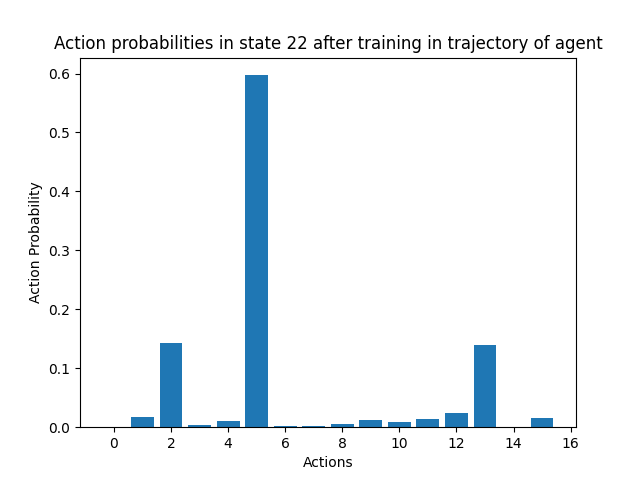 Action probabilities in state 22 after training in trajectory of agent
0.6
0.5
0.4
0.3
0.2
0.1
0.0
Action Probability
0 2 4 6 8 10 12 14 16
Actions